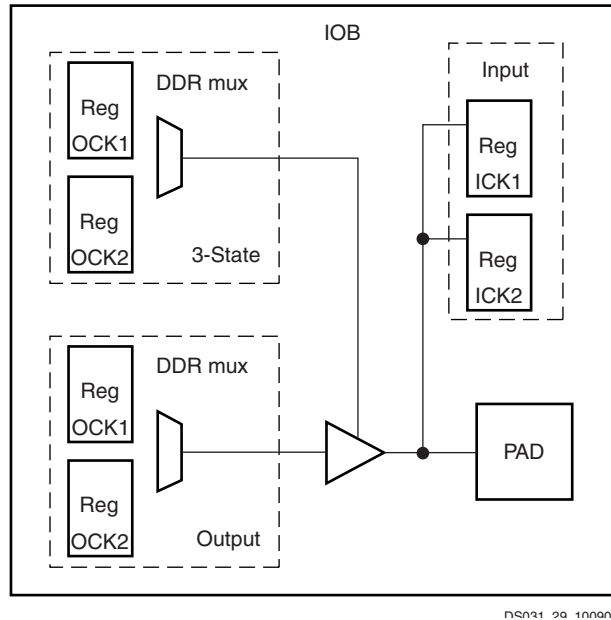 IOB
DDR mux
Reg
OCK1
Reg
OCK2
3-State
Input
Reg
ICK1
Reg
ICK2
DDR mux
Reg
OCK1
Reg
OCK2
Output
PAD
DS031_29_10090